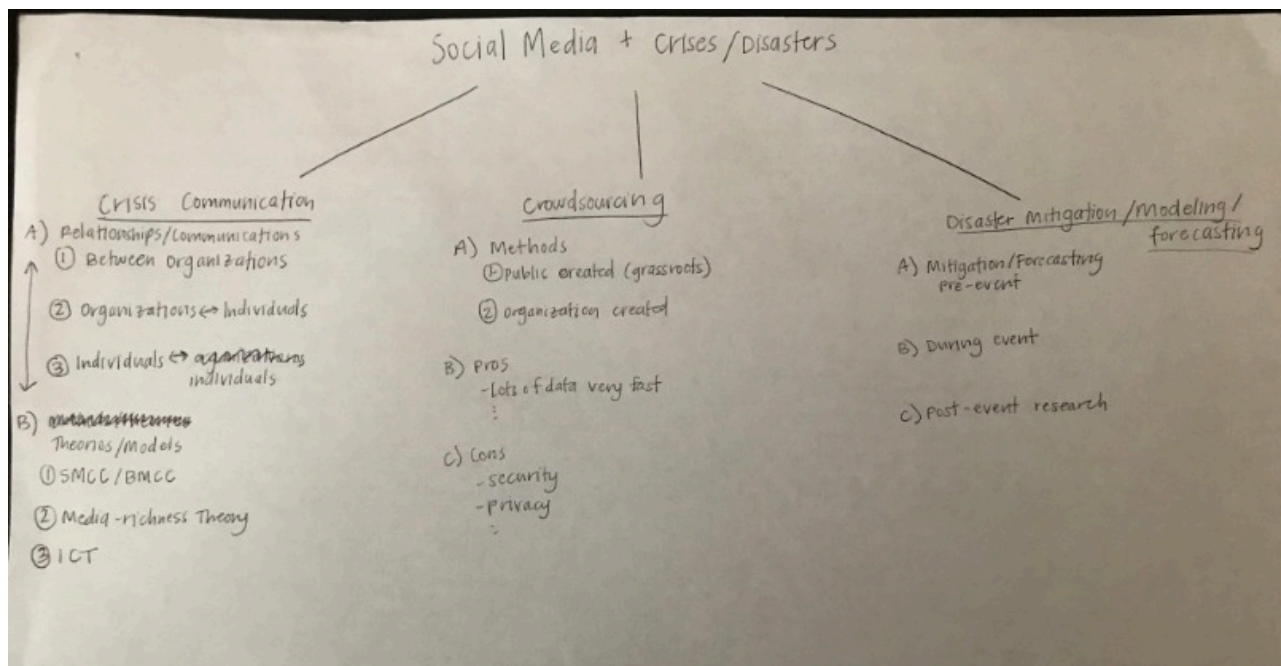 Social Media + Crises/Disasters
Crisis Communication
A) Relationships/Communications
① Between Organizations
② Organizations ↔ Individuals
③ Individuals ↔
individuals
B)
Theories/Models
① SMCC/BMCC
② Media-richness Theory
③ ICT
Crowdsourcing
A) Methods
① public created (grassroots)
② organization created
B) Pros
- Lots of data very fast
⋮
C) Cons
- security
- privacy
⋮
Disaster Mitigation/Modeling/
forecasting
A) Mitigation/Forecasting
pre-event
B) During event
C) Post-event research